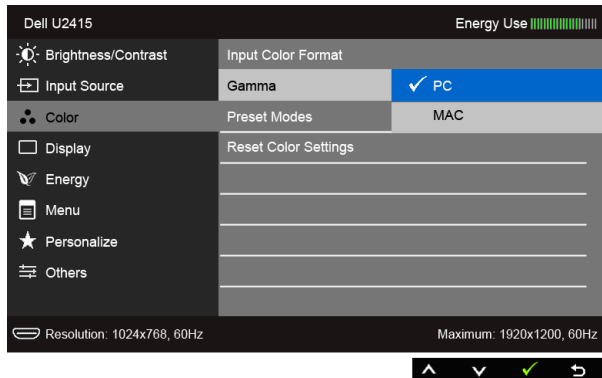 Dell U2415 Energy Use
Brightness/Contrast Input Color Format
Input Source Gamma PC
Color Preset Modes MAC
Display Reset Color Settings
Energy
Menu
Personalize
Others
Resolution: 1024x768, 60Hz Maximum: 1920x1200, 60Hz